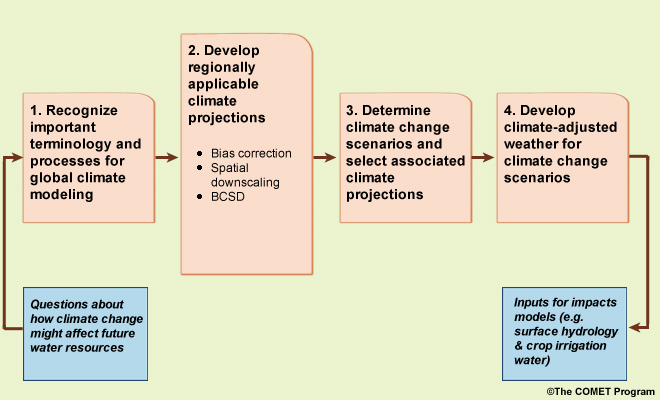 1. Recognize
important
terminology and
processes for
global climate
modeling
2. Develop
regionally
applicable
climate
projections
• Bias correction
• Spatial
downscaling
• BCSD
3. Determine
climate change
scenarios and
select associated
climate
projections
4. Develop
climate-adjusted
weather for
climate change
scenarios
Questions about
how climate change
might affect future
water resources
Inputs for impacts
models (e.g.
surface hydrology
& crop irrigation
water)
©The COMET Program